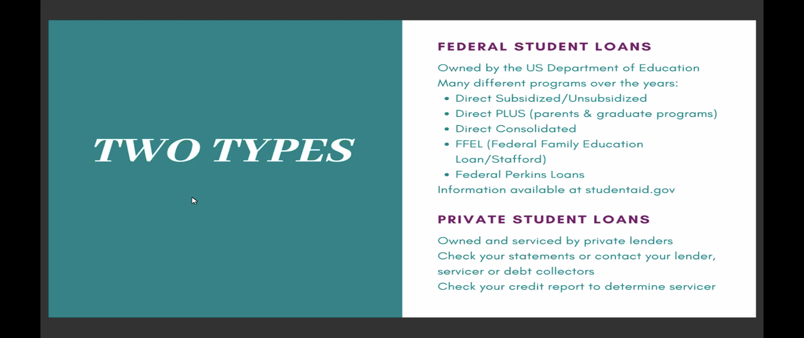 TWO TYPES
FEDERAL STUDENT LOANS
Owned by the US Department of Education
Many different programs over the years:
• Direct Subsidized/Unsubsidized
• Direct PLUS (parents & graduate programs)
• Direct Consolidated
• FFEL (Federal Family Education
Loan/Stafford)
• Federal Perkins Loans
Information available at studentaid.gov
PRIVATE STUDENT LOANS
Owned and serviced by private lenders
Check your statements or contact your lender,
servicer or debt collectors
Check your credit report to determine servicer